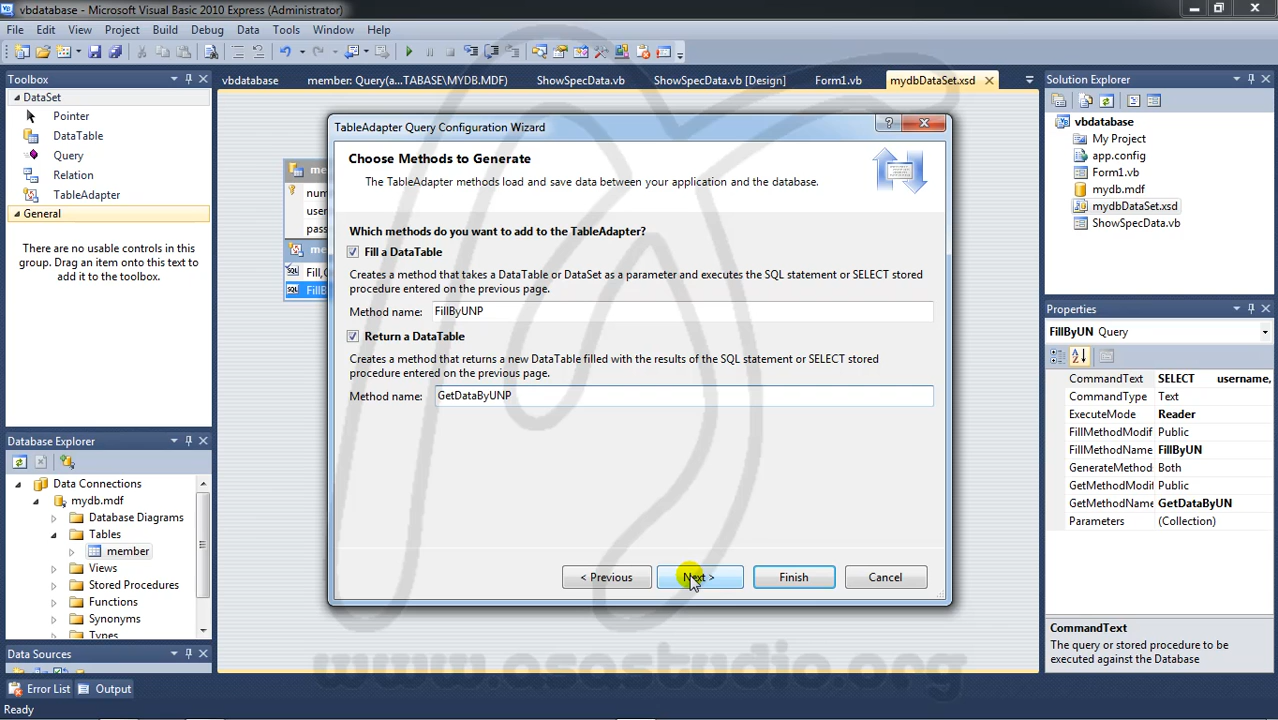 vbdatabase - Microsoft Visual Basic 2010 Express (Administrator)
File Edit View Project Build Debug Data Tools Window Help
Toolbox
DataSet
Pointer
DataTable
Query
Relation
TableAdapter
General
There are no usable controls in this
group. Drag an item onto this text to
add it to the toolbox.
Database Explorer
Data Connections
mydb.mdf
Database Diagrams
Tables
member
Views
Stored Procedures
Functions
Synonyms
Types
Data Sources
Error List Output
Ready
vbdatabase member: Query(a...TABASE\MYDB.MDF) ShowSpecData.vb ShowSpecData.vb [Design] Form1.vb mydbDataSet.xsd
TableAdapter Query Configuration Wizard
Choose Methods to Generate
The TableAdapter methods load and save data between your application and the database.
Which methods do you want to add to the TableAdapter?
Fill a DataTable
Creates a method that takes a DataTable or DataSet as a parameter and executes the SQL statement or SELECT stored
procedure entered on the previous page.
Method name: FillByUNP
Return a DataTable
Creates a method that returns a new DataTable filled with the results of the SQL statement or SELECT stored
procedure entered on the previous page.
Method name: GetDataByUNP
< Previous Next > Finish Cancel
www.asastudio.org
Solution Explorer
vbdatabase
My Project
app.config
Form1.vb
mydb.mdf
mydbDataSet.xsd
ShowSpecData.vb
Properties
FillByUN Query
CommandText SELECT username,
CommandType Text
ExecuteMode Reader
FillMethodModif Public
FillMethodName FillByUN
GenerateMethod Both
GetMethodModif Public
GetMethodName GetDataByUN
Parameters (Collection)
CommandText
The query or stored procedure to be
executed against the Database